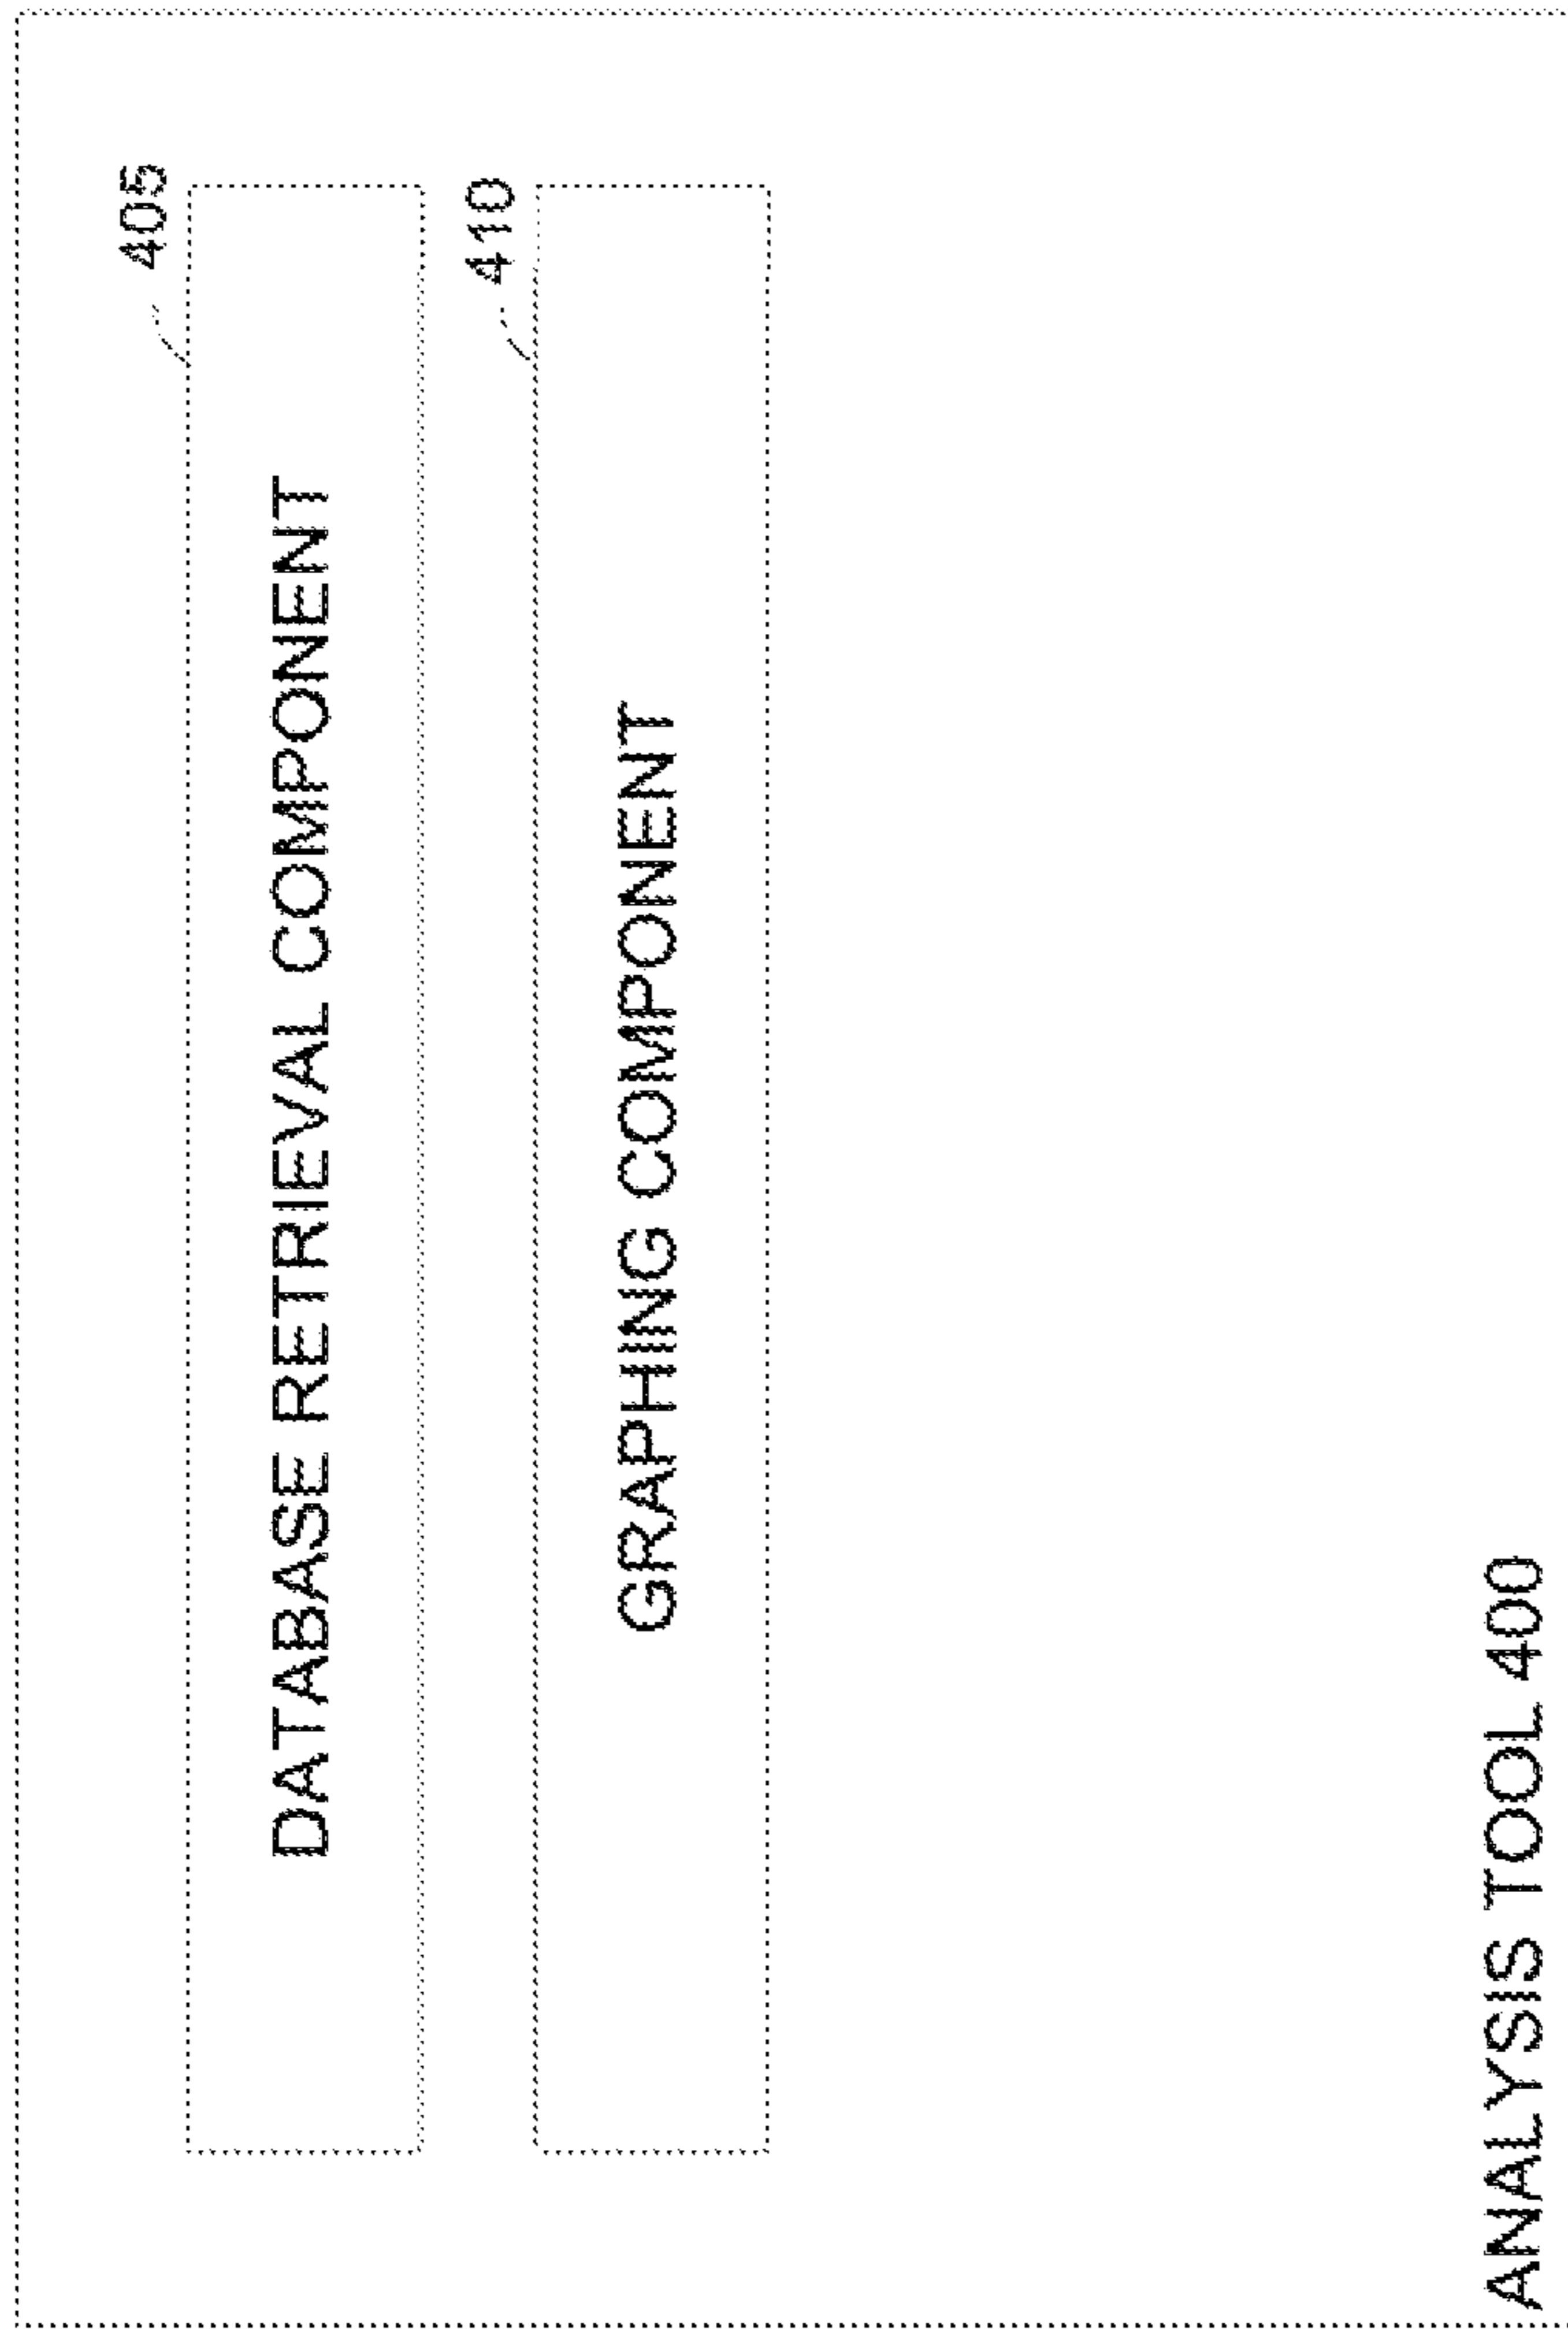 405
DATABASE RETRIEVAL COMPONENT
410
GRAPHING COMPONENT
ANALYSIS TOOL 400